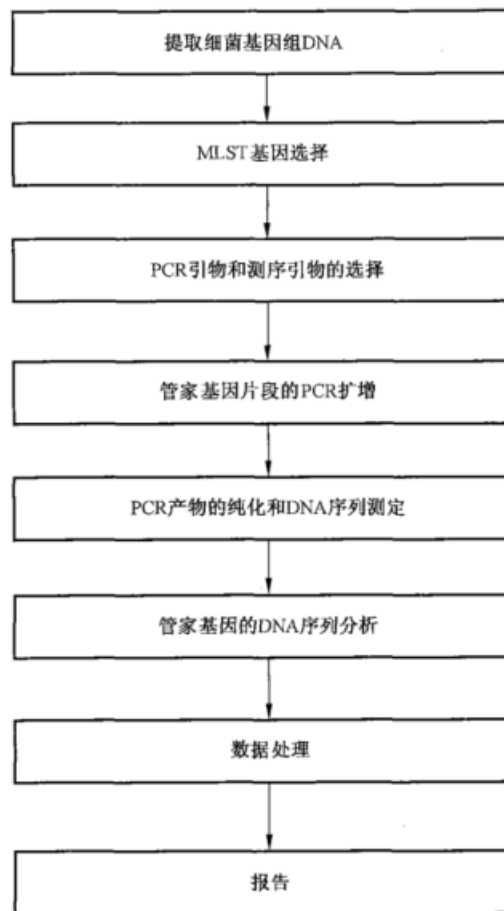 提取细菌基因组DNA
MLST基因选择
PCR引物和测序引物的选择
管家基因片段的PCR扩增
PCR产物的纯化和DNA序列测定
管家基因的DNA序列分析
数据处理
报告